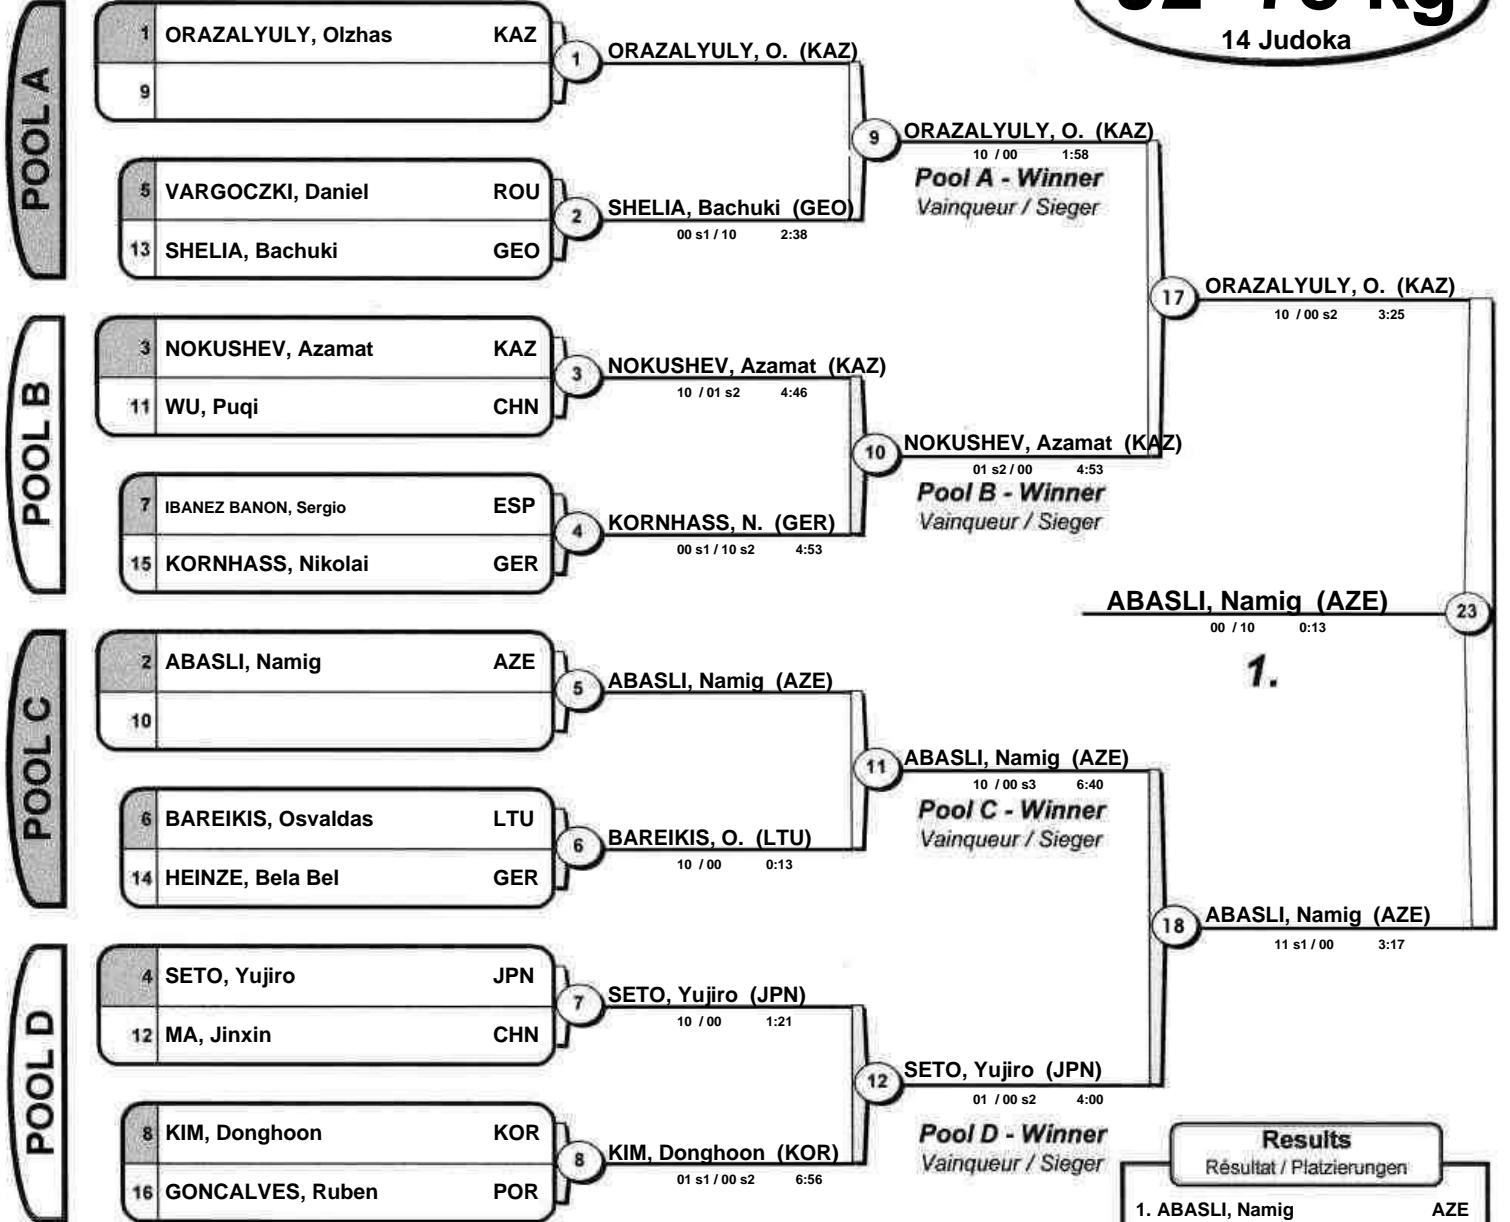 14 Judoka
POOL A
1 ORAZALYULY, Olzhas KAZ
9
5 VARGOCZKI, Daniel ROU
13 SHELIA, Bachuki GEO
1 ORAZALYULY, O. (KAZ)
2 SHELIA, Bachuki (GEO)
00 s1 / 10 2:38
9 ORAZALYULY, O. (KAZ)
10 / 00 1:58
Pool A - Winner
Vainqueur / Sieger
POOL B
3 NOKUSHEV, Azamat KAZ
11 WU, Puqi CHN
7 IBANEZ BANON, Sergio ESP
15 KORNHASS, Nikolai GER
3 NOKUSHEV, Azamat (KAZ)
10 / 01 s2 4:46
4 KORNHASS, N. (GER)
00 s1 / 10 s2 4:53
10 NOKUSHEV, Azamat (KAZ)
01 s2 / 00 4:53
Pool B - Winner
Vainqueur / Sieger
17 ORAZALYULY, O. (KAZ)
10 / 00 s2 3:25
ABASLI, Namig (AZE) 23
00 / 10 0:13
1.
POOL C
2 ABASLI, Namig AZE
10
6 BAREIKIS, Osvaldas LTU
14 HEINZE, Bela Bel GER
5 ABASLI, Namig (AZE)
6 BAREIKIS, O. (LTU)
10 / 00 0:13
11 ABASLI, Namig (AZE)
10 / 00 s3 6:40
Pool C - Winner
Vainqueur / Sieger
POOL D
4 SETO, Yujiro JPN
12 MA, Jinxin CHN
8 KIM, Donghoon KOR
16 GONCALVES, Ruben POR
7 SETO, Yujiro (JPN)
10 / 00 1:21
8 KIM, Donghoon (KOR)
01 s1 / 00 s2 6:56
12 SETO, Yujiro (JPN)
01 / 00 s2 4:00
Pool D - Winner
Vainqueur / Sieger
18 ABASLI, Namig (AZE)
11 s1 / 00 3:17
Results
Résultat / Platzierungen
1. ABASLI, Namig AZE